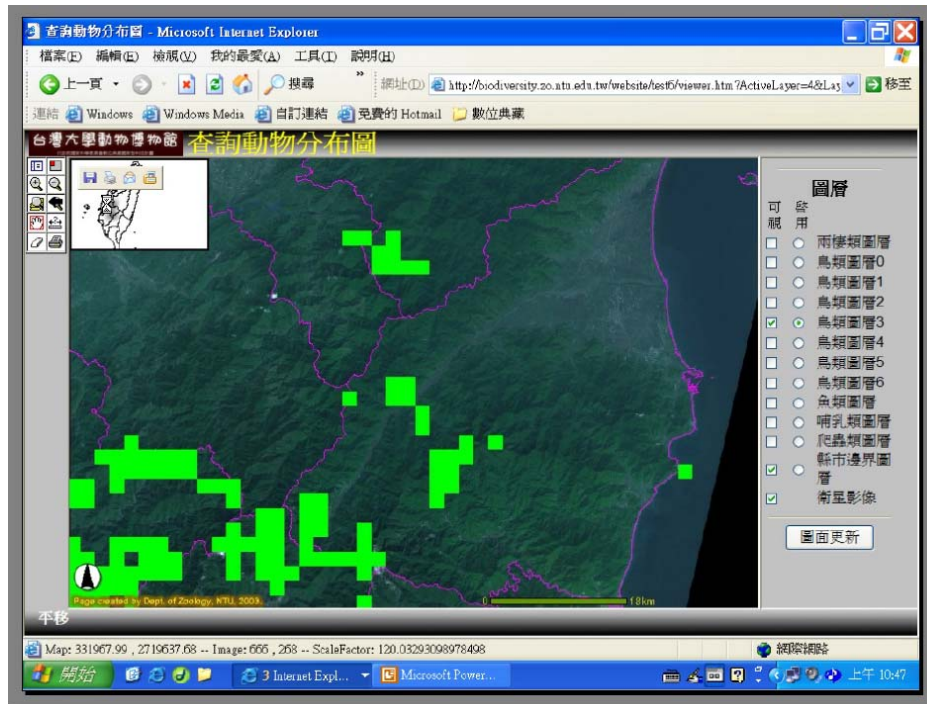 查詢動物分布圖 - Microsoft Internet Explorer
檔案(F) 編輯(E) 檢視(V) 我的最愛(A) 工具(T) 說明(H)
上一頁 搜尋 » 網址(D) http://biodiversity.zo.ntu.edu.tw/website/test6/viewer.htm?ActiveLayer=4&Lay 移至
連結 Windows Windows Media 自訂連結 免費的 Hotmail 數位典藏
台灣大學動物博物館 查詢動物分布圖
圖層
可視 啓用
兩棲類圖層
鳥類圖層0
鳥類圖層1
鳥類圖層2
鳥類圖層3
鳥類圖層4
鳥類圖層5
鳥類圖層6
魚類圖層
哺乳類圖層
爬蟲類圖層
縣市邊界圖
層
衛星影像
圖面更新
Page created by Dept. of Zoology, NTU, 2003.
0 18km
平移
Map: 331967.99 , 2719637.68 -- Image: 666 , 268 -- ScaleFactor: 120.03293098978498 網際網路
開始 3 Internet Expl... Microsoft Power... 上午 10:47